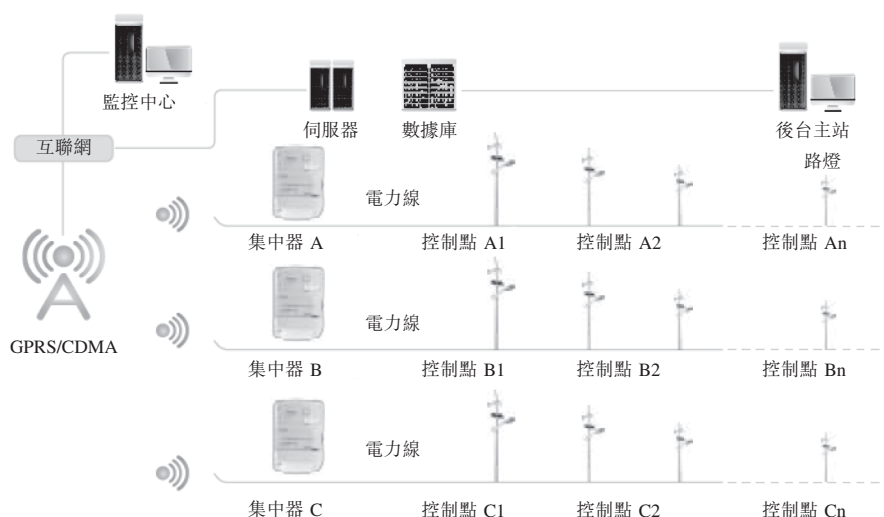 監控中心
伺服器
數據庫
後台主站
互聯網
路燈
電力線
集中器 A
控制點 A1
控制點 A2
控制點 An
GPRS/CDMA
電力線
集中器 B
控制點 B1
控制點 B2
控制點 Bn
電力線
集中器 C
控制點 C1
控制點 C2
控制點 Cn